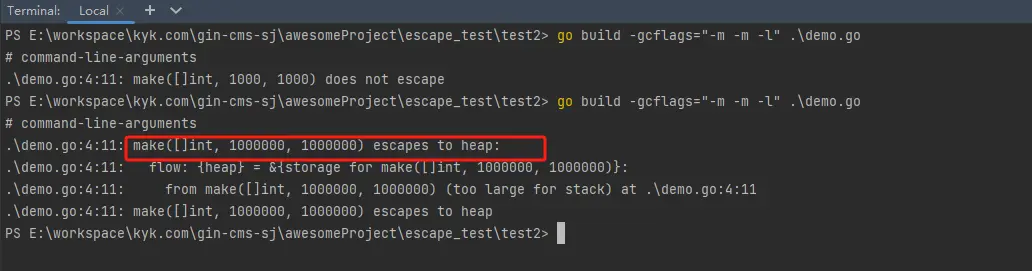 Terminal: Local × +
PS E:\workspace\kyk.com\gin-cms-sj\awesomeProject\escape_test\test2> go build -gcflags="-m -m -l" .\demo.go
# command-line-arguments
.\demo.go:4:11: make([]int, 1000, 1000) does not escape
PS E:\workspace\kyk.com\gin-cms-sj\awesomeProject\escape_test\test2> go build -gcflags="-m -m -l" .\demo.go
# command-line-arguments
.\demo.go:4:11: make([]int, 1000000, 1000000) escapes to heap:
.\demo.go:4:11:   flow: {heap} = &{storage for make([]int, 1000000, 1000000)}:
.\demo.go:4:11:     from make([]int, 1000000, 1000000) (too large for stack) at .\demo.go:4:11
.\demo.go:4:11: make([]int, 1000000, 1000000) escapes to heap
PS E:\workspace\kyk.com\gin-cms-sj\awesomeProject\escape_test\test2>